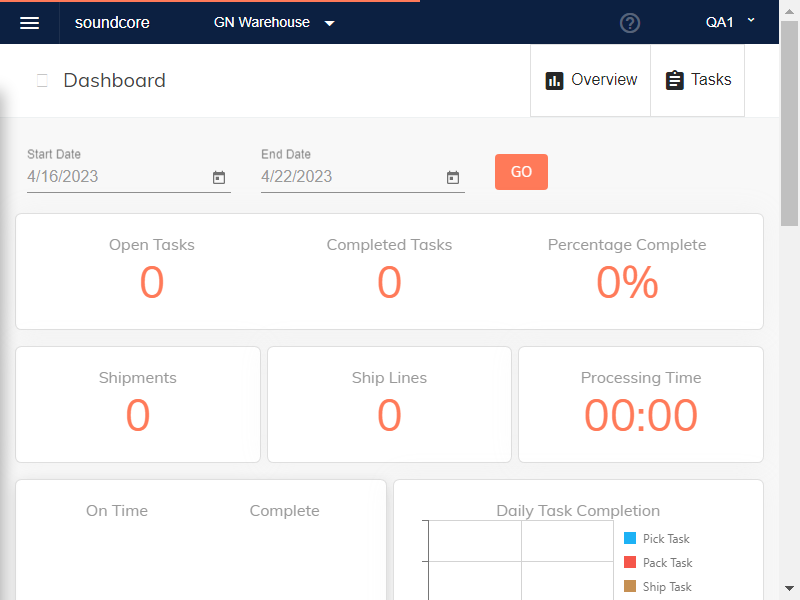 soundcore
GN Warehouse
QA1
Dashboard
Overview
Tasks
Start Date
End Date
4/16/2023
4/22/2023
GO
Open Tasks
Completed Tasks
Percentage Complete
0
0
0%
Shipments
Ship Lines
Processing Time
0
0
00:00
On Time
Complete
Daily Task Completion
Pick Task
Pack Task
Ship Task